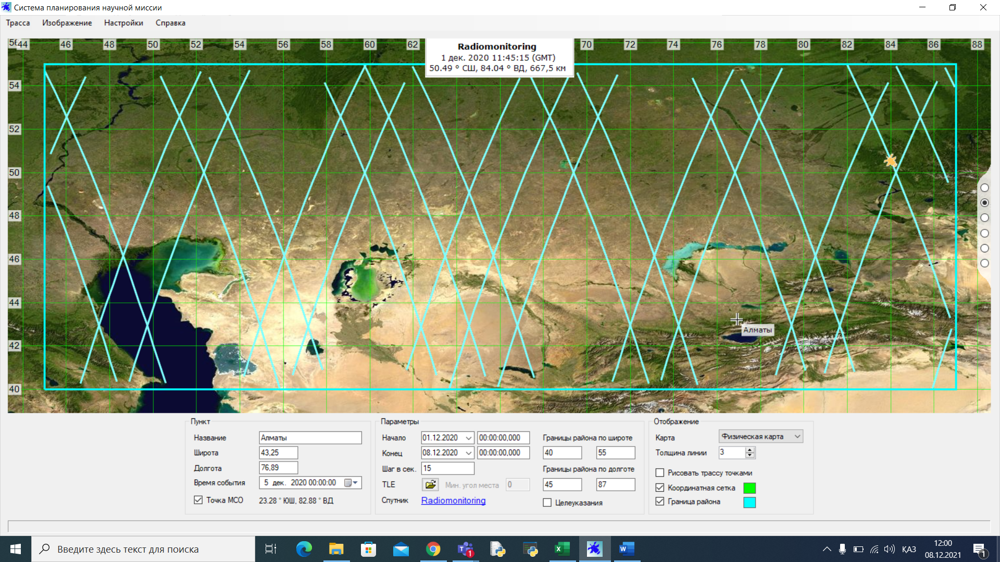 Система планирования научной миссии
Трасса Изображение Настройки Справка
56 44 46 48 50 52 54 56 58 60 62 70 72 74 76 78 80 82 84 86 88
Radiomonitoring
1 дек. 2020 11:45:15 (GMT)
50.49 ° СШ, 84.04 ° ВД, 667,5 км
54
52
50
48
46
44
Алматы
42
40
Пункт
Название Алматы
Широта 43,25
Долгота 76,89
Время события 5 дек. 2020 00:00:00
Точка МСО 23.28 ° ЮШ, 82.88 ° ВД
Параметры
Начало 01.12.2020 00:00:00,000 Границы района по широте
Конец 08.12.2020 00:00:00,000 40 55
Шаг в сек. 15 Границы района по долготе
TLE Мин. угол места 0 45 87
Спутник Radiomonitoring Целеуказания
Отображение
Карта Физическая карта
Толщина линии 3
Рисовать трассу точками
Координатная сетка
Граница района
Введите здесь текст для поиска
1
ҚАЗ
12:00
08.12.2021
1